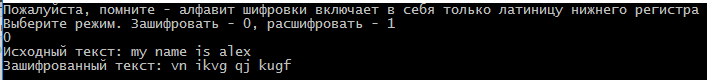 Пожалуйста, помните - алфавит шифровки включает в себя только латиницу нижнего регистра
Выберите режим. Зашифровать - 0, расшифровать - 1
0
Исходный текст: my name is alex
Зашифрованный текст: vn ikvg qj kugf